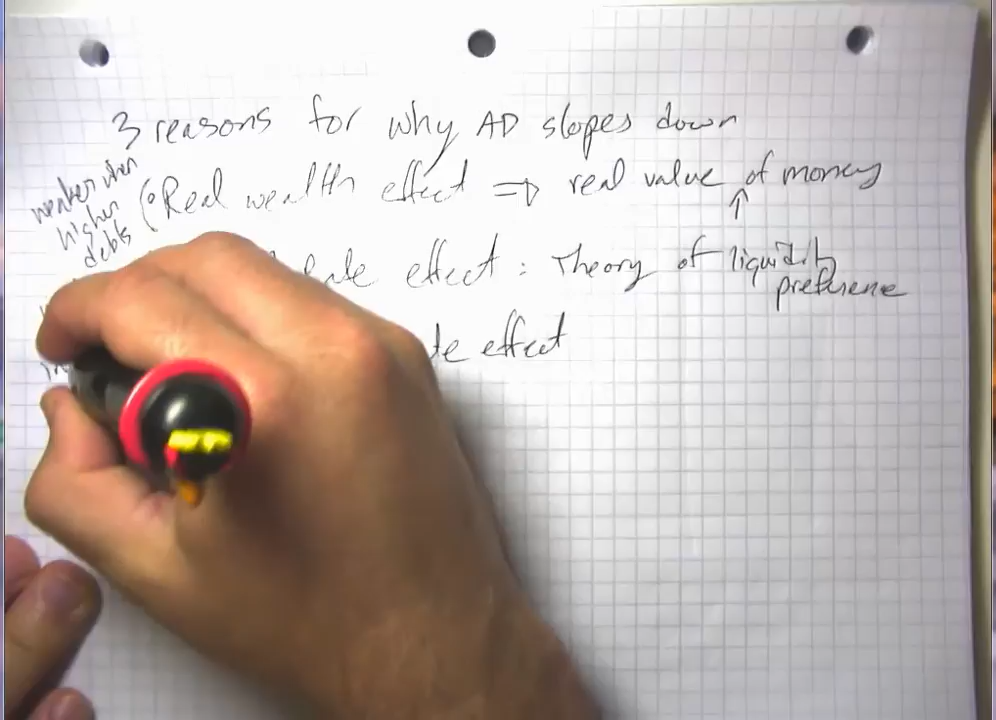 3 reasons for why AD slopes down
weaker when
higher
debts
Real wealth effect ⇒ real value of money
↑
effect : Theory of liquidity
preference
effect